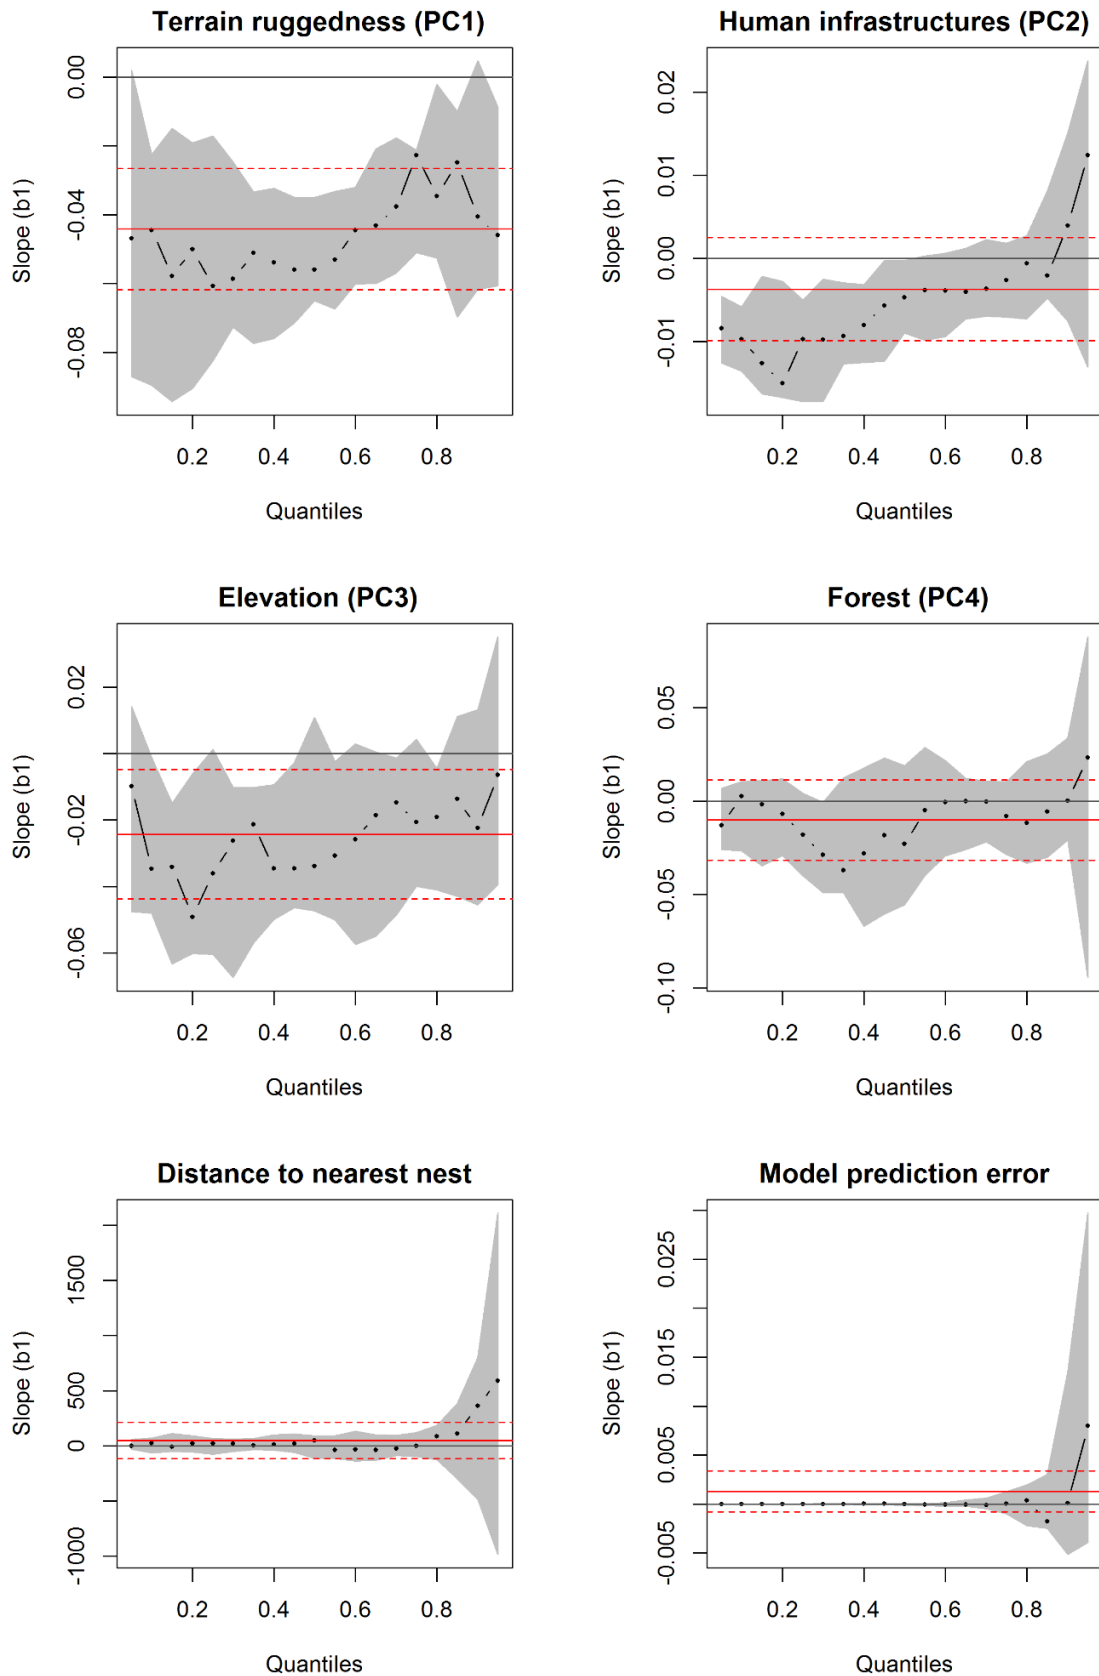 Terrain ruggedness (PC1)
Slope (b1)
0.00
-0.04
-0.08
0.2 0.4 0.6 0.8
Quantiles
Human infrastructures (PC2)
Slope (b1)
0.02
0.01
0.00
-0.01
0.2 0.4 0.6 0.8
Quantiles
Elevation (PC3)
Slope (b1)
0.02
-0.02
-0.06
0.2 0.4 0.6 0.8
Quantiles
Forest (PC4)
Slope (b1)
0.05
0.00
-0.05
-0.10
0.2 0.4 0.6 0.8
Quantiles
Distance to nearest nest
Slope (b1)
1500
500
0
-1000
0.2 0.4 0.6 0.8
Quantiles
Model prediction error
Slope (b1)
0.025
0.015
0.005
-0.005
0.2 0.4 0.6 0.8
Quantiles